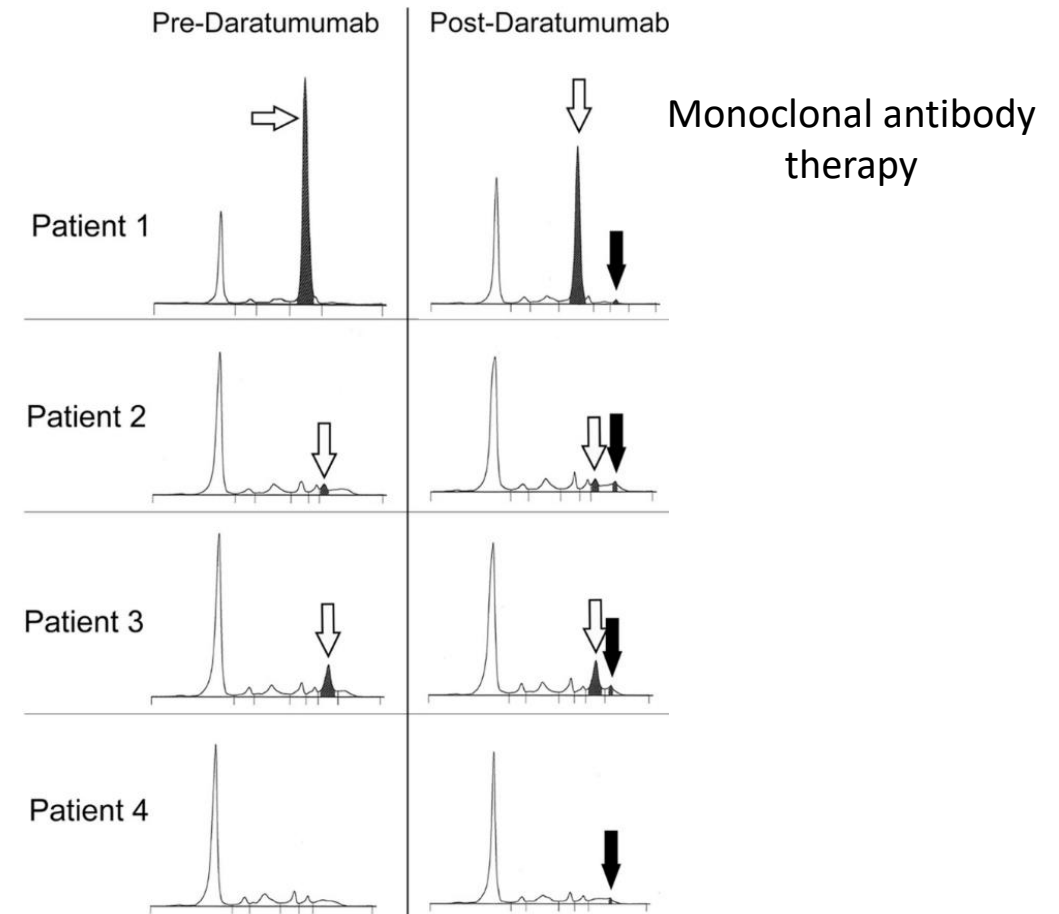 Pre-Daratumumab
Post-Daratumumab
Monoclonal antibody
therapy
Patient 1
Patient 2
Patient 3
Patient 4